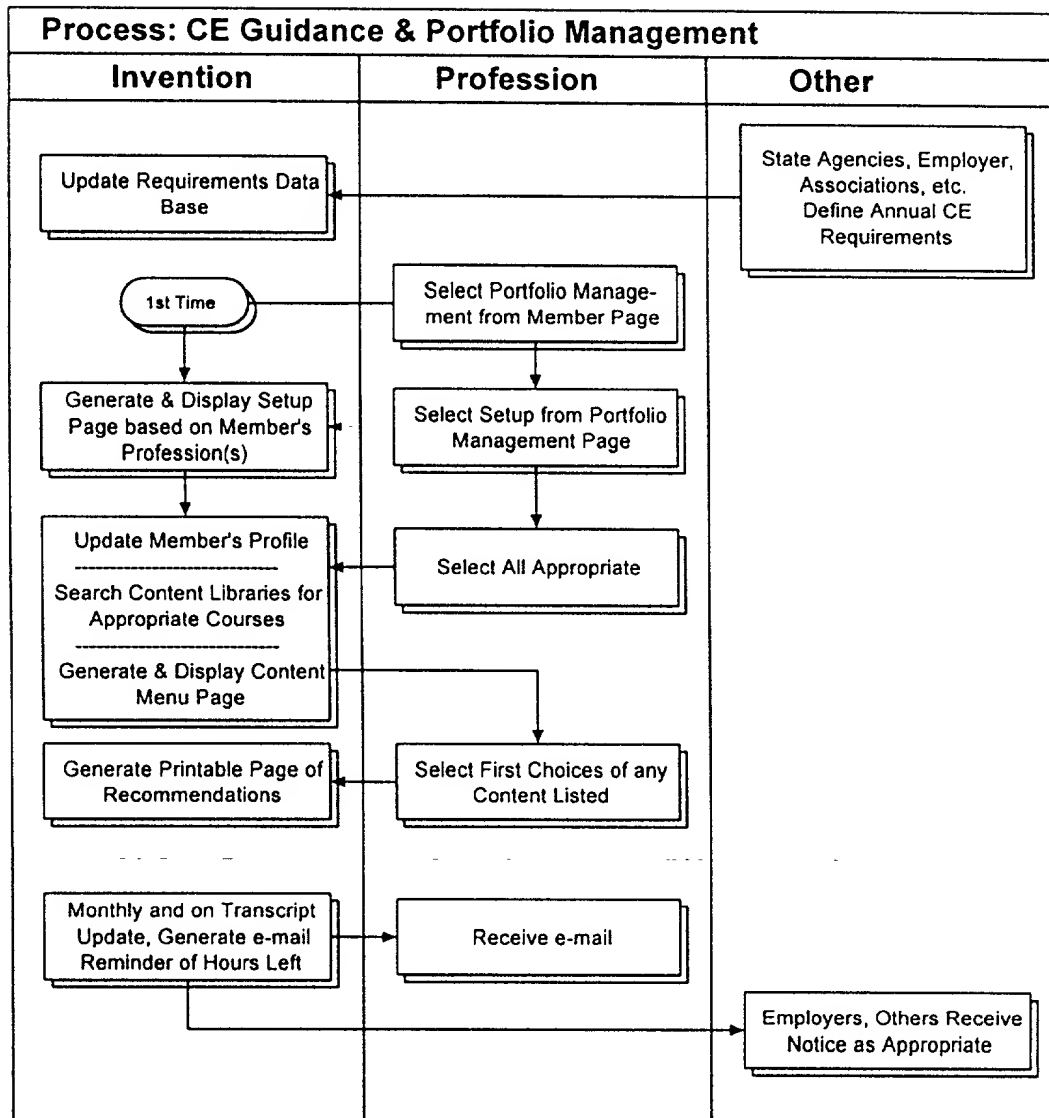 Process: CE Guidance & Portfolio Management
Invention
Profession
Other
State Agencies, Employer,
Associations, etc.
Define Annual CE
Requirements
Update Requirements Data
Base
Select Portfolio Manage-
ment from Member Page
1st Time
Generate & Display Setup
Page based on Member's
Profession(s)
Select Setup from Portfolio
Management Page
Update Member's Profile
Search Content Libraries for
Appropriate Courses
Generate & Display Content
Menu Page
Select All Appropriate
Generate Printable Page of
Recommendations
Select First Choices of any
Content Listed
Monthly and on Transcript
Update, Generate e-mail
Reminder of Hours Left
Receive e-mail
Employers, Others Receive
Notice as Appropriate